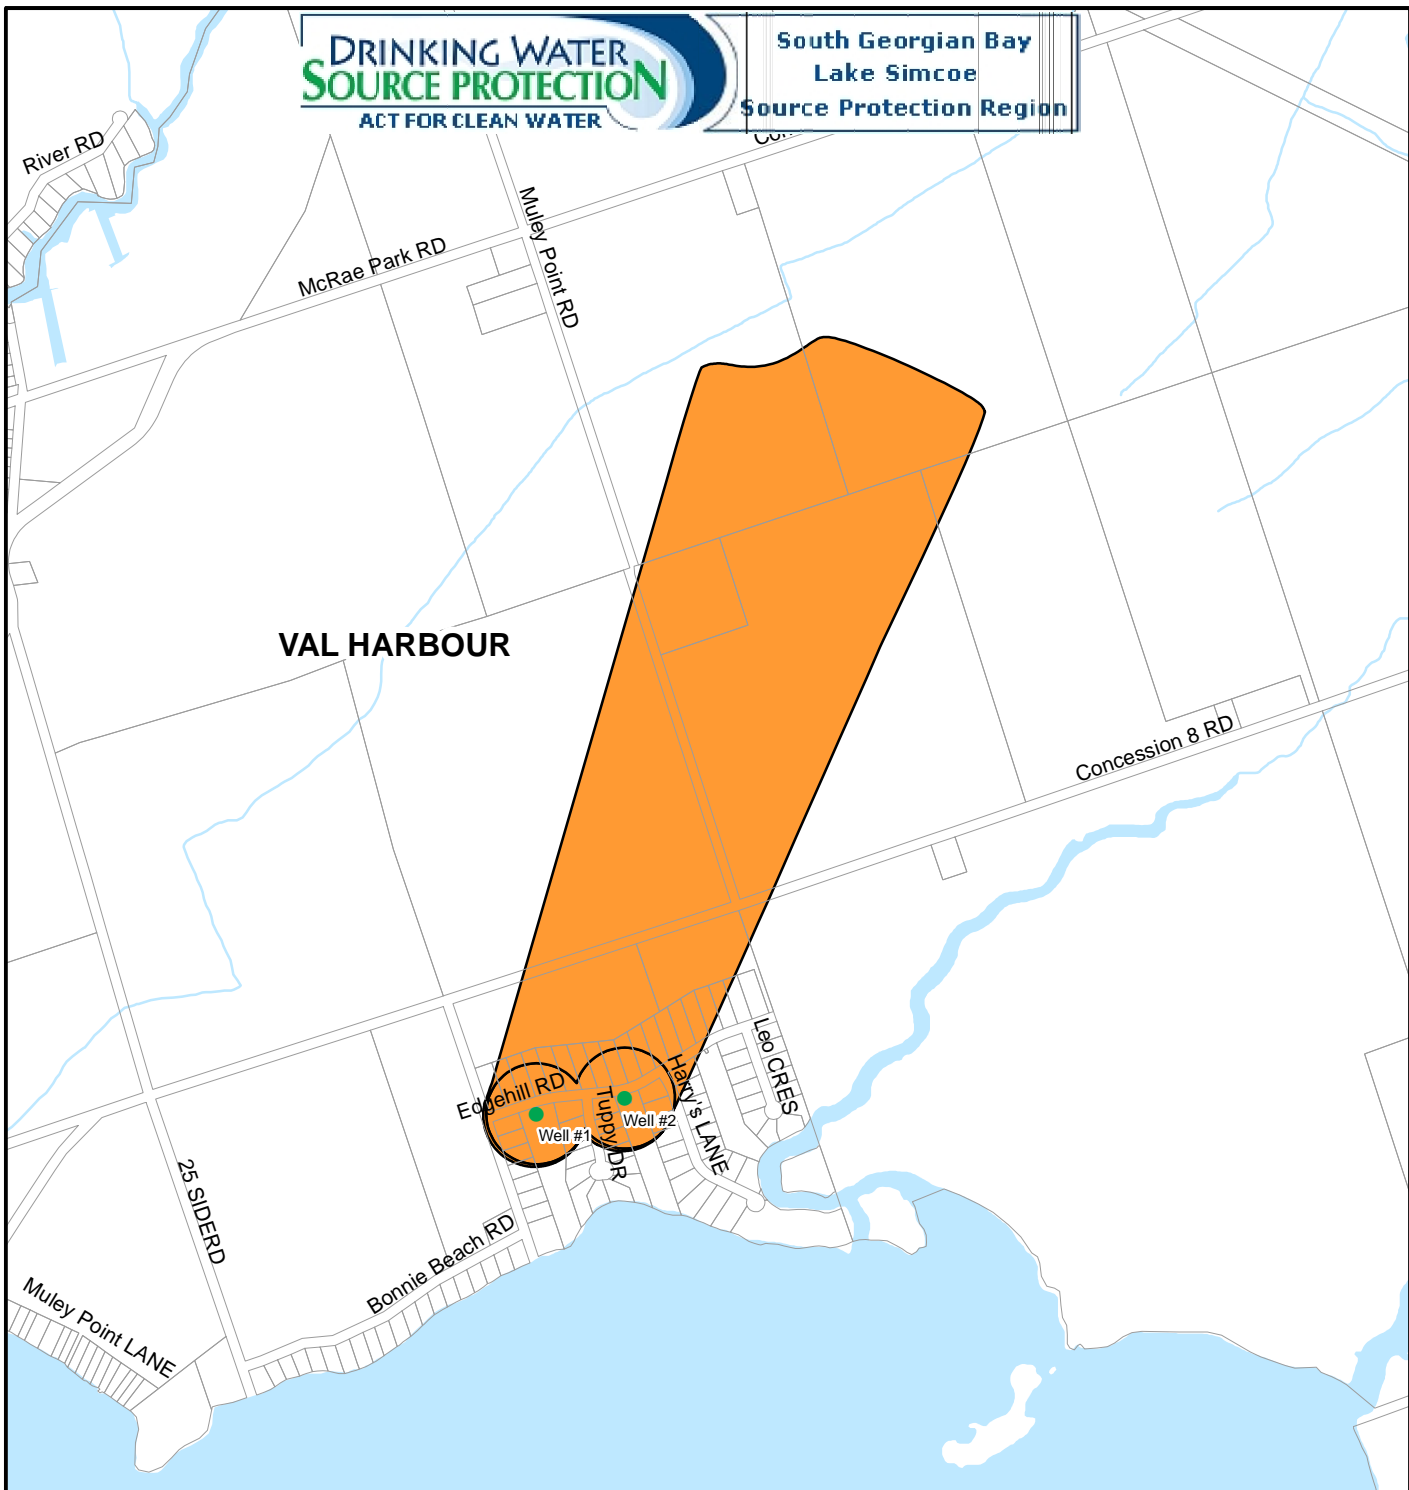 DRINKING WATER
SOURCE PROTECTION
ACT FOR CLEAN WATER
South Georgian Bay
Lake Simcoe
Source Protection Region
River RD
McRae Park RD
Muley Point RD
VAL HARBOUR
Concession 8 RD
Edgehill RD
Tuppy DR
Harry's LANE
Leo CRES
Well #1
Well #2
25 SIDERD
Bonnie Beach RD
Muley Point LANE